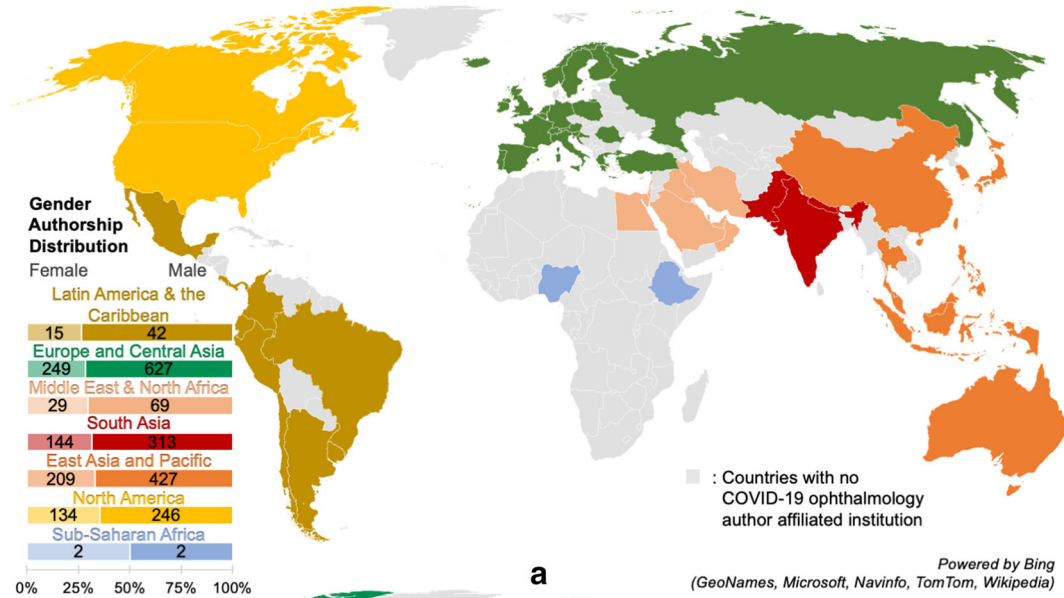 Gender
Authorship
Distribution
Female Male
Latin America & the
Caribbean
15 42
Europe and Central Asia
249 627
Middle East & North Africa
29 69
South Asia
144 313
East Asia and Pacific
209 427
North America
134 246
Sub-Saharan Africa
2 2
0% 25% 50% 75% 100%
: Countries with no
COVID-19 ophthalmology
author affiliated institution
a
Powered by Bing
(GeoNames, Microsoft, Navinfo, TomTom, Wikipedia)